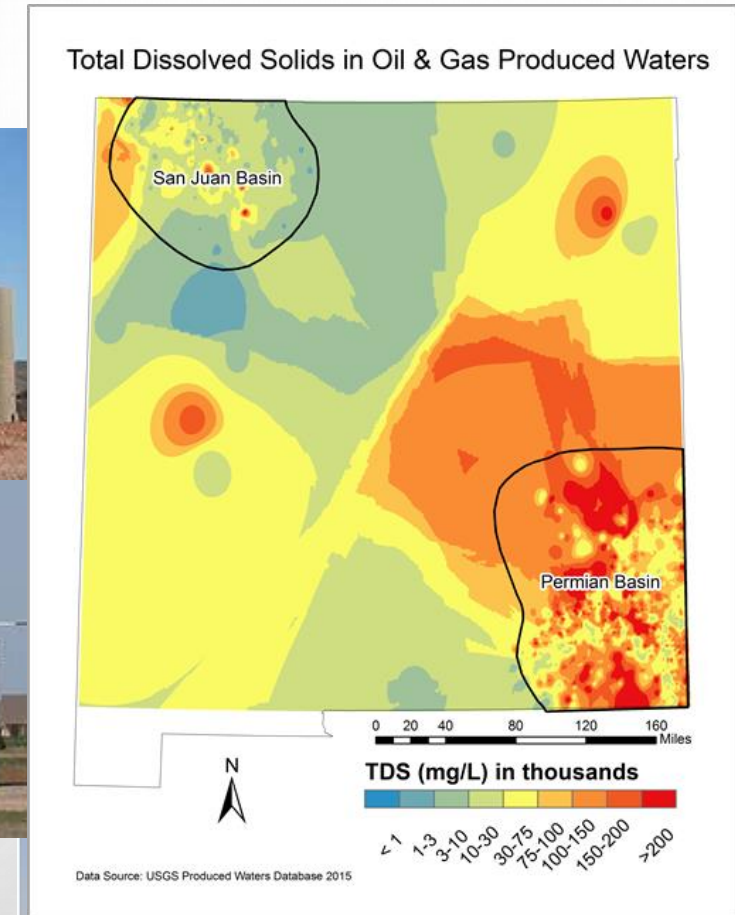 Total Dissolved Solids in Oil & Gas Produced Waters
San Juan Basin
Permian Basin
0 20 40 80 120 160
Miles
N
TDS (mg/L) in thousands
< 1 1-3 3-10 10-30 30-75 75-100 100-150 150-200 >200
Data Source: USGS Produced Waters Database 2015